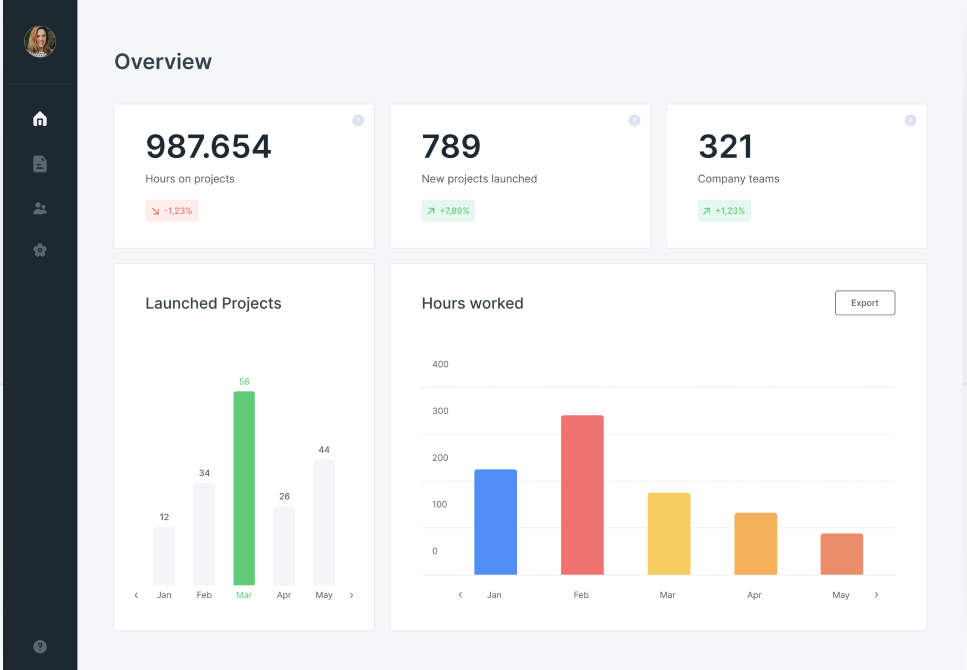 Overview
987.654
Hours on projects
-1,23%
789
New projects launched
+7,89%
321
Company teams
+1,23%
Launched Projects
56
44
34
26
12
Jan Feb Mar Apr May
Hours worked
Export
400
300
200
100
0
Jan Feb Mar Apr May
?